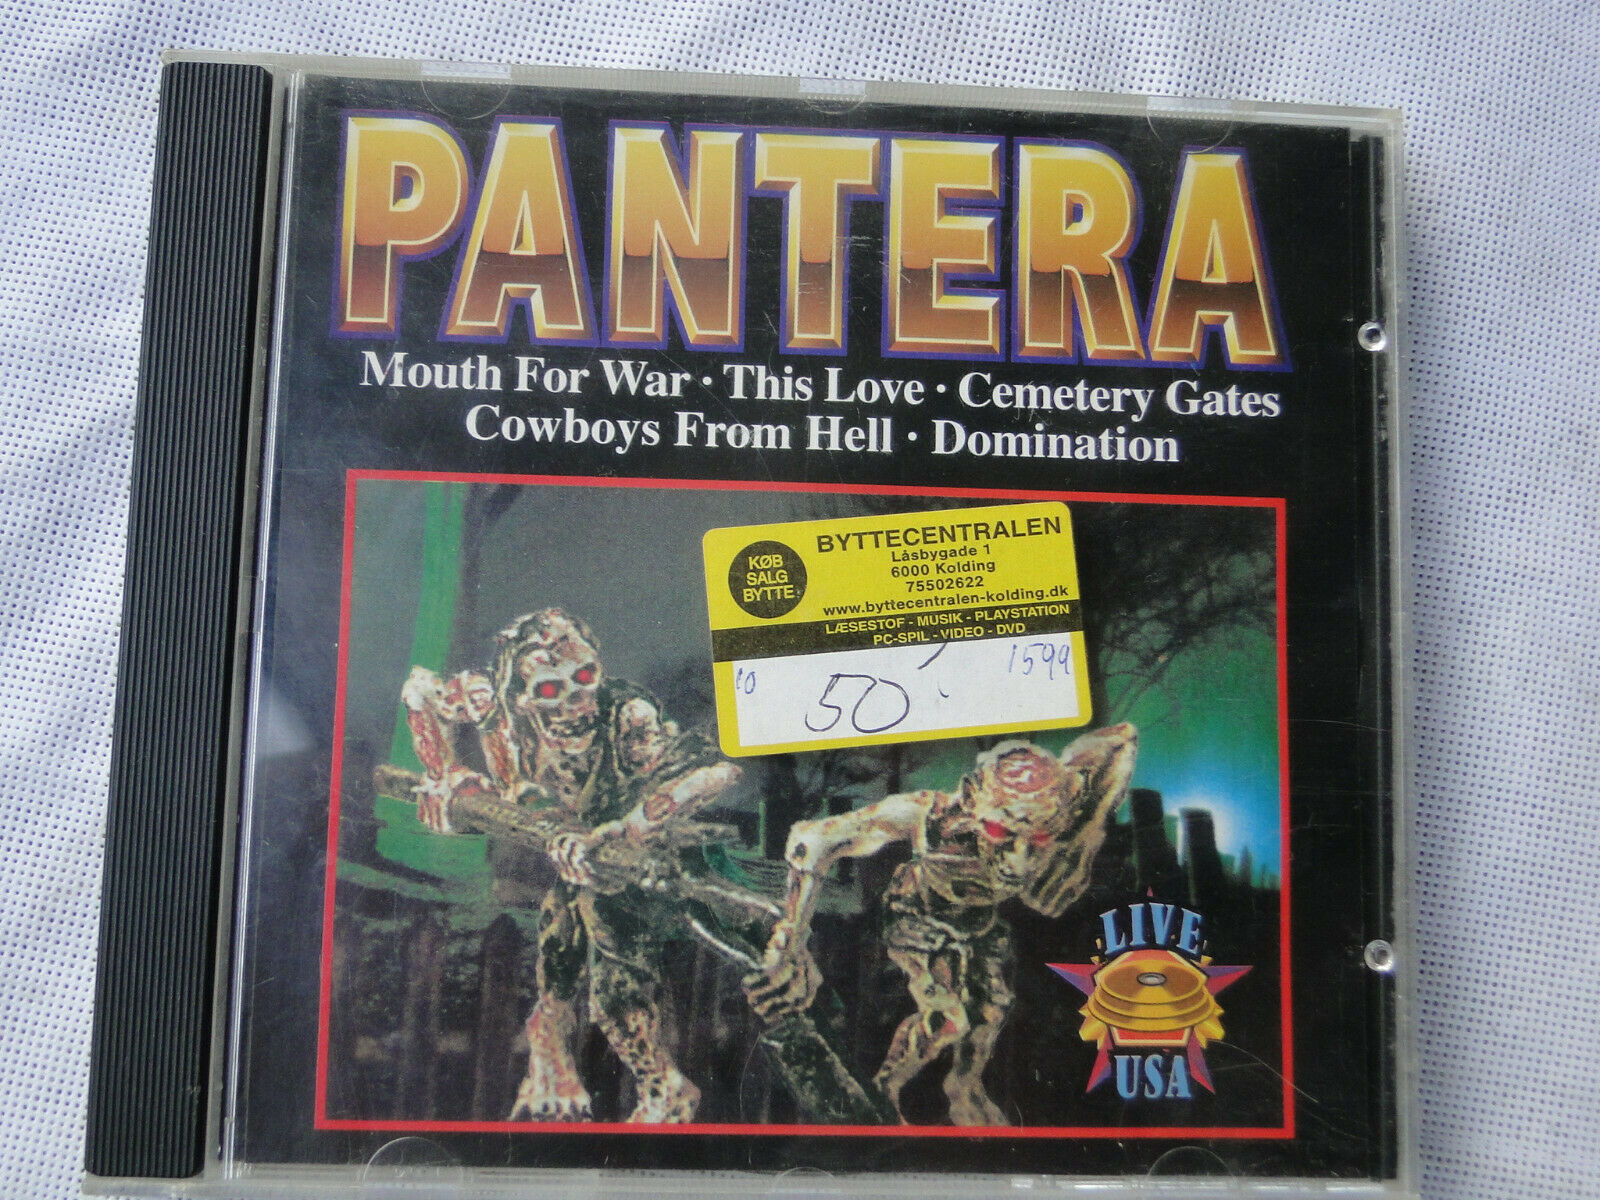 PANTERA
Mouth For War · This Love · Cemetery Gates
Cowboys From Hell · Domination
KØB
SALG
BYTTE
BYTTECENTRALEN
Låsbygade 1
6000 Kolding
75502622
www.byttecentralen-kolding.dk
LÆSESTOF - MUSIK - PLAYSTATION
PC-SPIL - VIDEO - DVD
10
50
1599
LIVE
USA